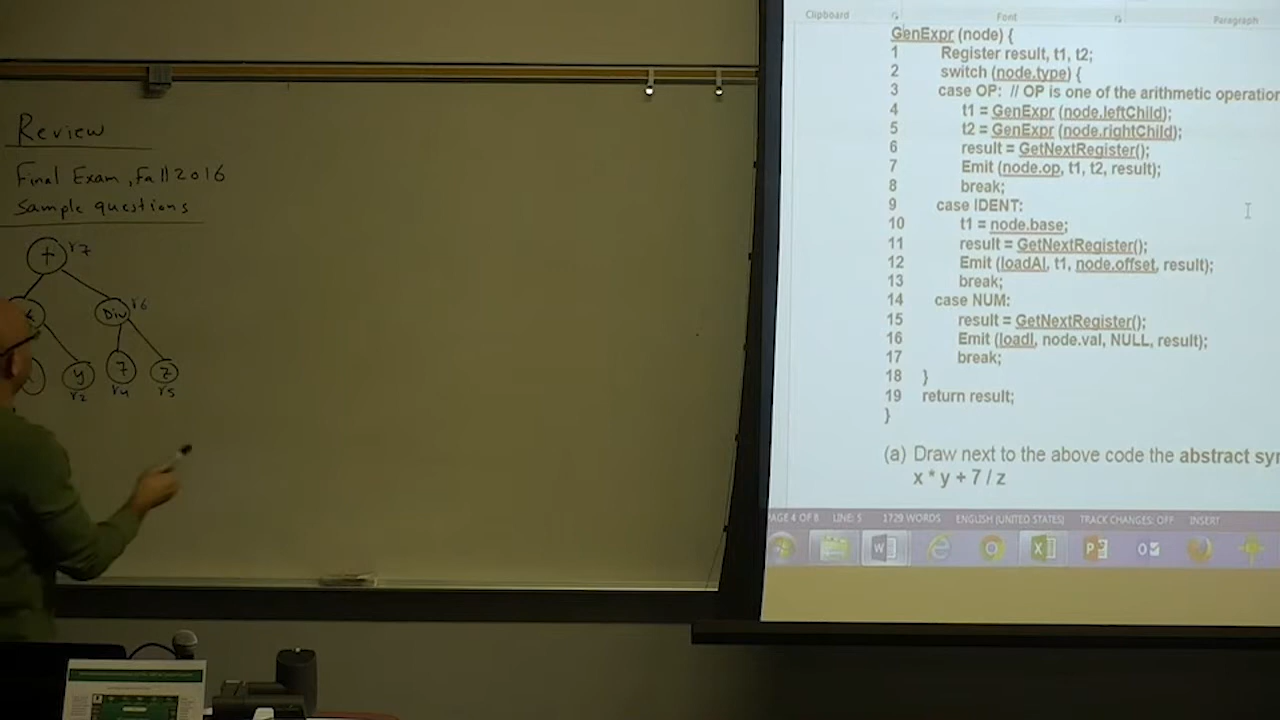 Review
Final Exam, Fall 2016
Sample questions
+ r7
Div r6
y 7 z
r2 r4 r5
Clipboard Font Paragraph
GenExpr (node) {
1 Register result, t1, t2;
2 switch (node.type) {
3 case OP: // OP is one of the arithmetic operation
4 t1 = GenExpr (node.leftChild);
5 t2 = GenExpr (node.rightChild);
6 result = GetNextRegister();
7 Emit (node.op, t1, t2, result);
8 break;
9 case IDENT:
10 t1 = node.base;
11 result = GetNextRegister();
12 Emit (loadAI, t1, node.offset, result);
13 break;
14 case NUM:
15 result = GetNextRegister();
16 Emit (loadI, node.val, NULL, result);
17 break;
18 }
19 return result;
}
(a) Draw next to the above code the abstract syn
x * y + 7 / z
PAGE 4 OF 8 LINE: 5 1729 WORDS ENGLISH (UNITED STATES) TRACK CHANGES: OFF INSERT